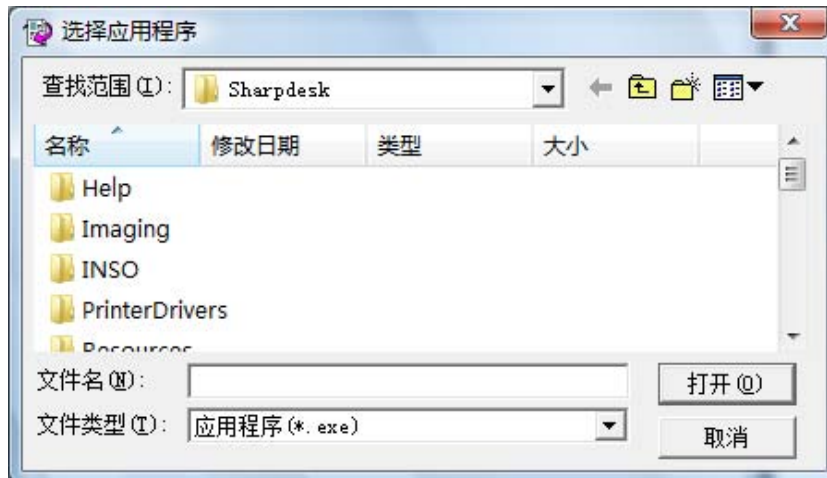 选择应用程序
查找范围(I): Sharpdesk
名称 修改日期 类型 大小
Help
Imaging
INSO
PrinterDrivers
Resources
文件名(N):
打开(O)
文件类型(T): 应用程序(*.exe)
取消